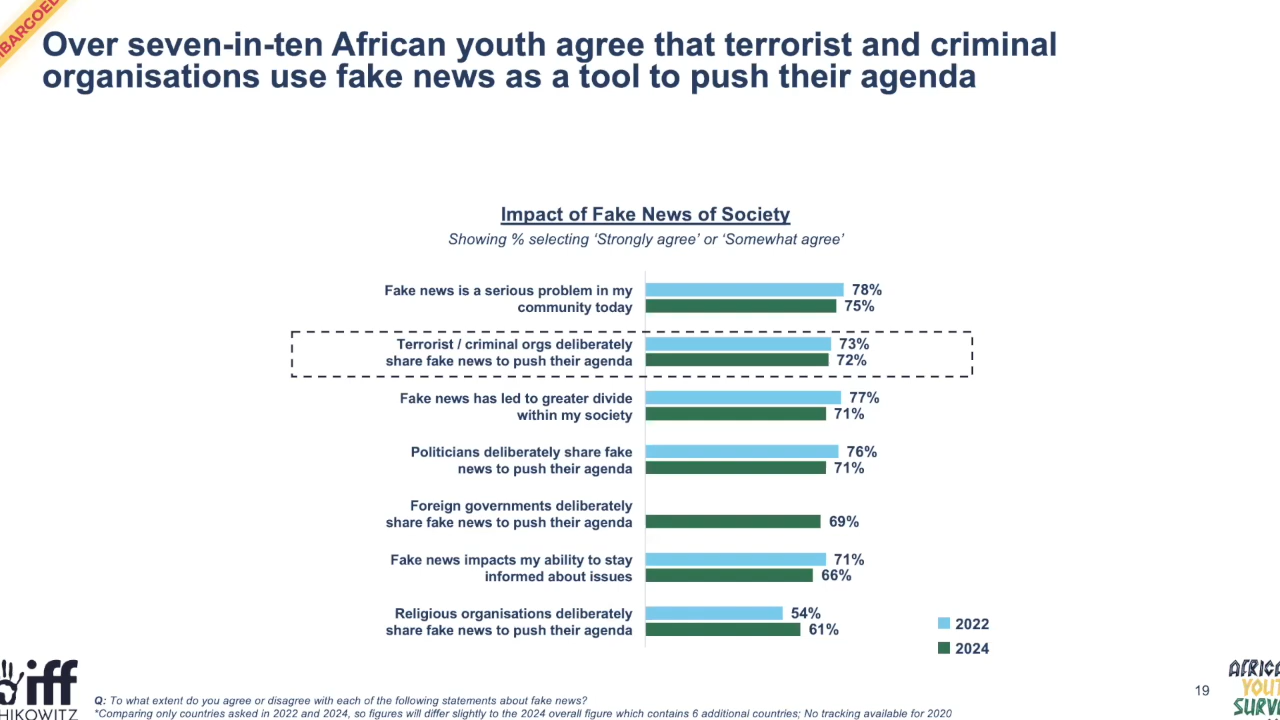 Over seven-in-ten African youth agree that terrorist and criminal
organisations use fake news as a tool to push their agenda
Impact of Fake News of Society
Showing % selecting ‘Strongly agree’ or ‘Somewhat agree’
Fake news is a serious problem in my
community today
78%
75%
Terrorist / criminal orgs deliberately
share fake news to push their agenda
73%
72%
Fake news has led to greater divide
within my society
77%
71%
Politicians deliberately share fake
news to push their agenda
76%
71%
Foreign governments deliberately
share fake news to push their agenda
69%
Fake news impacts my ability to stay
informed about issues
71%
66%
Religious organisations deliberately
share fake news to push their agenda
54%
61%
2022
2024
iff
HIKOWITZ
Q: To what extent do you agree or disagree with each of the following statements about fake news?
*Comparing only countries asked in 2022 and 2024, so figures will differ slightly to the 2024 overall figure which contains 6 additional countries; No tracking available for 2020
19
AFRICA
YOUT
SURVE